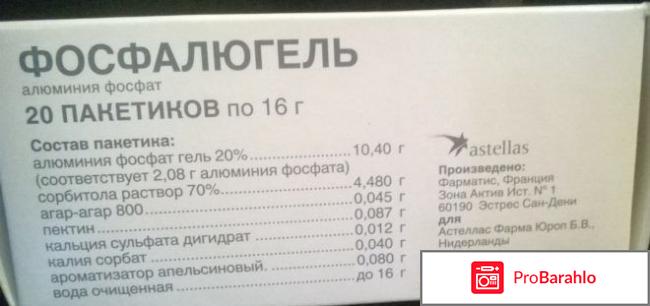 ФОСФАЛЮГЕЛЬ
алюминия фосфат
20 ПАКЕТИКОВ по 16 г
Состав пакетика:
алюминия фосфат гель 20%....................10,40 г
(соответствует 2,08 г алюминия фосфата)
сорбитола раствор 70%...........................4,480 г
агар-агар 800............................................0,045 г
пектин.......................................................0,087 г
кальция сульфата дигидрат ....................0,012 г
калия сорбат ............................................0,040 г
ароматизатор апельсиновый. ..................0,080 г
вода очищенная ......................................до 16 г
astellas
Произведено:
Фарматис, Франция
Зона Актив Ист. N° 1
60190 Эстрес Сан-Дени
для
Астеллас Фарма Юроп Б.В.,
Нидерланды
ProBarahlo